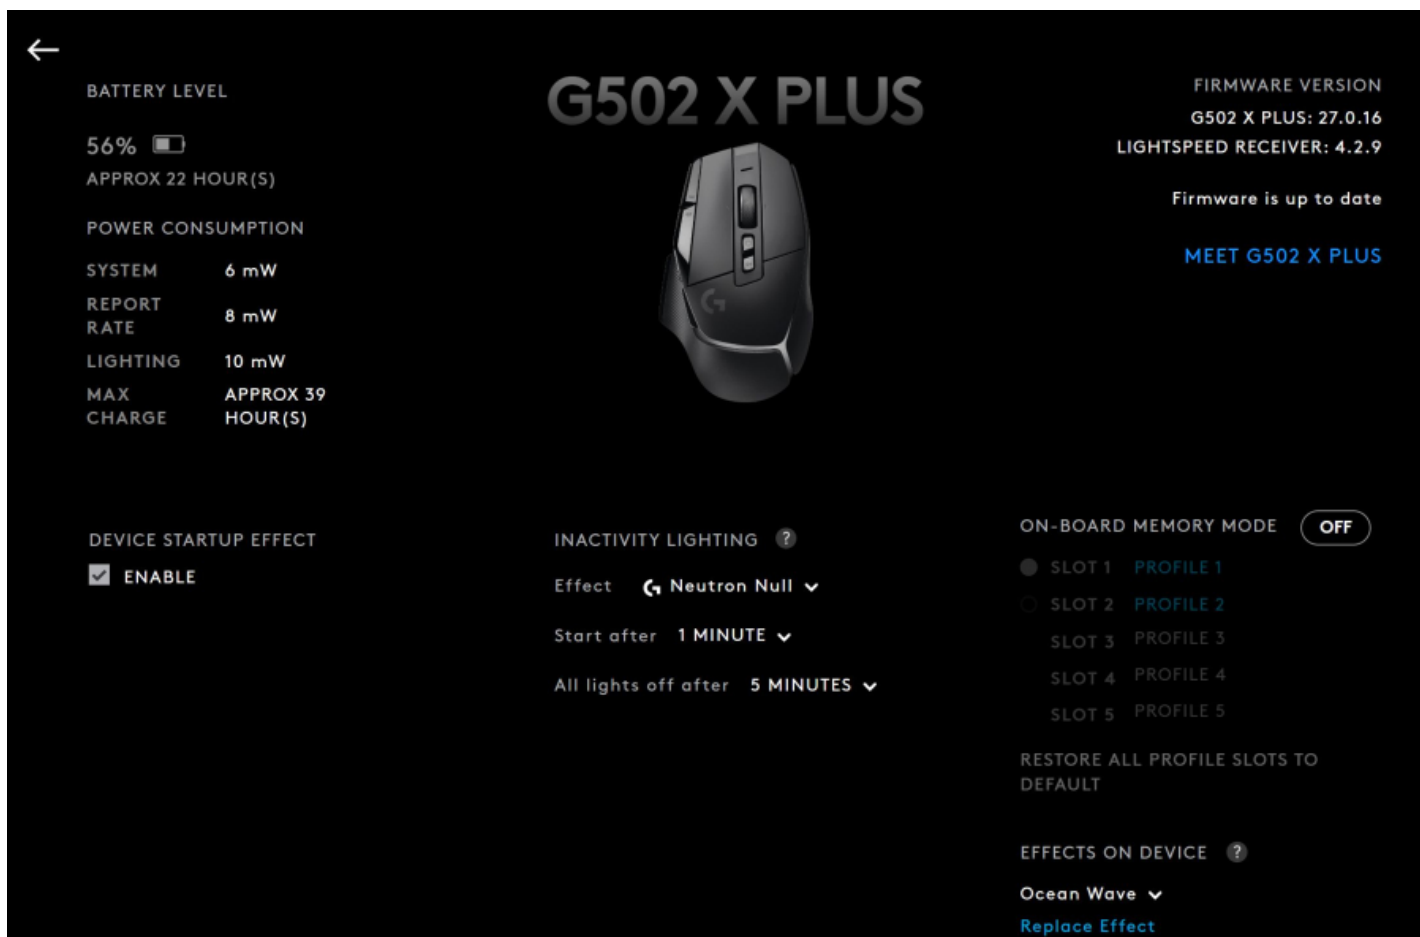 BATTERY LEVEL
56%
APPROX 22 HOUR(S)
POWER CONSUMPTION
SYSTEM 6 mW
REPORT
RATE 8 mW
LIGHTING 10 mW
MAX APPROX 39
CHARGE HOUR(S)
G502 X PLUS
FIRMWARE VERSION
G502 X PLUS: 27.0.16
LIGHTSPEED RECEIVER: 4.2.9
Firmware is up to date
MEET G502 X PLUS
DEVICE STARTUP EFFECT
ENABLE
INACTIVITY LIGHTING ?
Effect Neutron Null
Start after 1 MINUTE
All lights off after 5 MINUTES
ON-BOARD MEMORY MODE OFF
SLOT 1 PROFILE 1
SLOT 2 PROFILE 2
SLOT 3 PROFILE 3
SLOT 4 PROFILE 4
SLOT 5 PROFILE 5
RESTORE ALL PROFILE SLOTS TO
DEFAULT
EFFECTS ON DEVICE ?
Ocean Wave
Replace Effect